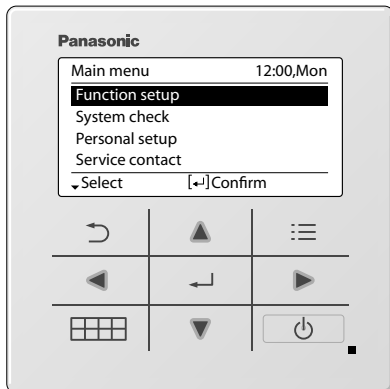 Panasonic
Main menu 12:00,Mon
Function setup
System check
Personal setup
Service contact
Select [↵]Confirm